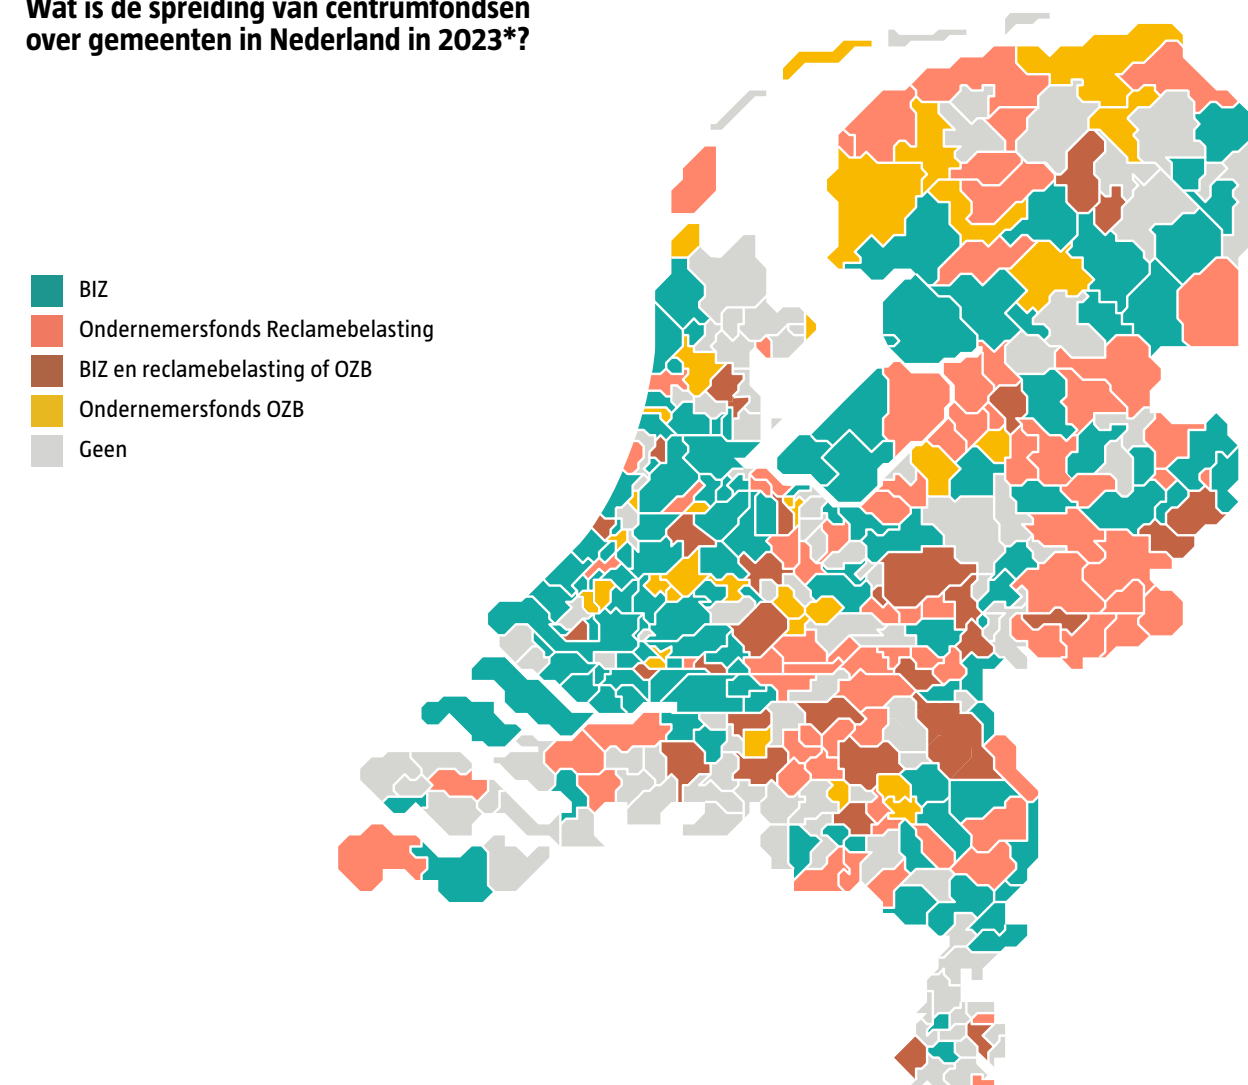 Wat is de spreiding van centrumfondsen
over gemeenten in Nederland in 2023*?
BIZ
Ondernemersfonds Reclamebelasting
BIZ en reclamebelasting of OZB
Ondernemersfonds OZB
Geen